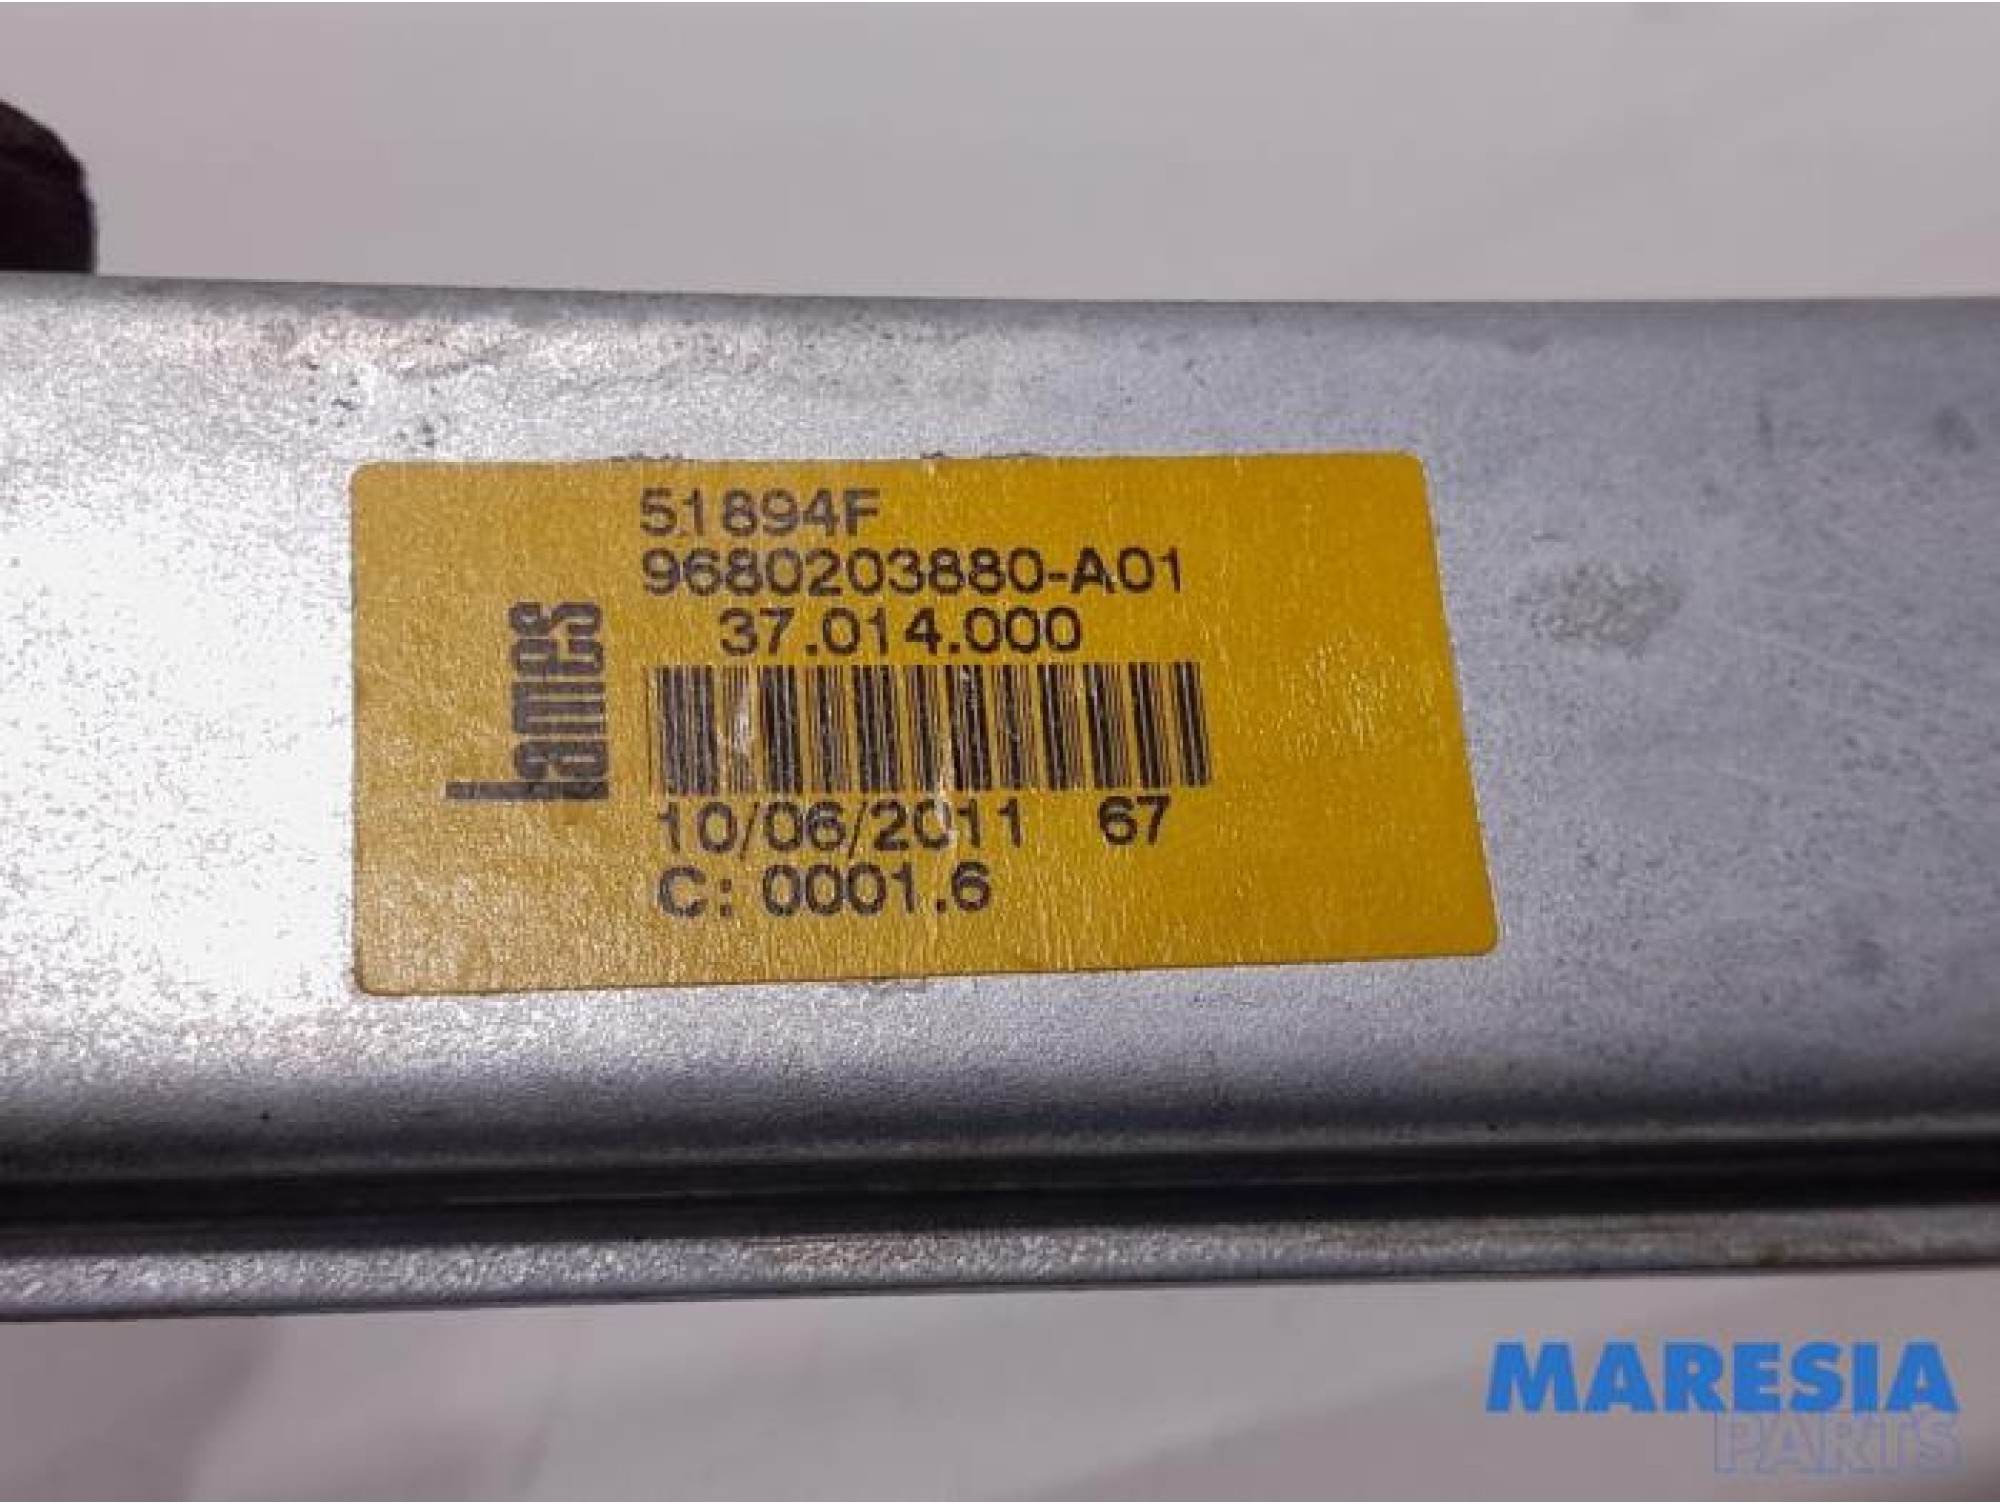 51894F
9680203880-A01
37.014.000
lames
10/06/2011 67
C: 0001.6
MARESIA
PARTS